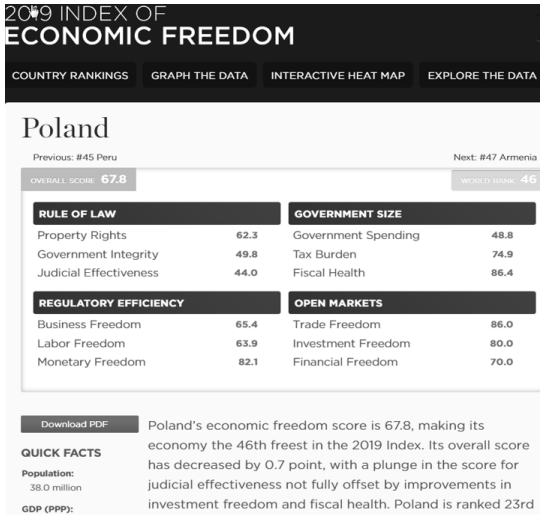 2019 INDEX OF
ECONOMIC FREEDOM
COUNTRY RANKINGS GRAPH THE DATA INTERACTIVE HEAT MAP EXPLORE THE DATA
Poland
Previous: #45 Peru Next: #47 Armenia
OVERALL SCORE 67.8 WORLD RANK 46
RULE OF LAW
Property Rights 62.3
Government Integrity 49.8
Judicial Effectiveness 44.0
GOVERNMENT SIZE
Government Spending 48.8
Tax Burden 74.9
Fiscal Health 86.4
REGULATORY EFFICIENCY
Business Freedom 65.4
Labor Freedom 63.9
Monetary Freedom 82.1
OPEN MARKETS
Trade Freedom 86.0
Investment Freedom 80.0
Financial Freedom 70.0
Download PDF
QUICK FACTS
Population:
38.0 million
GDP (PPP):
Poland's economic freedom score is 67.8, making its
economy the 46th freest in the 2019 Index. Its overall score
has decreased by 0.7 point, with a plunge in the score for
judicial effectiveness not fully offset by improvements in
investment freedom and fiscal health. Poland is ranked 23rd